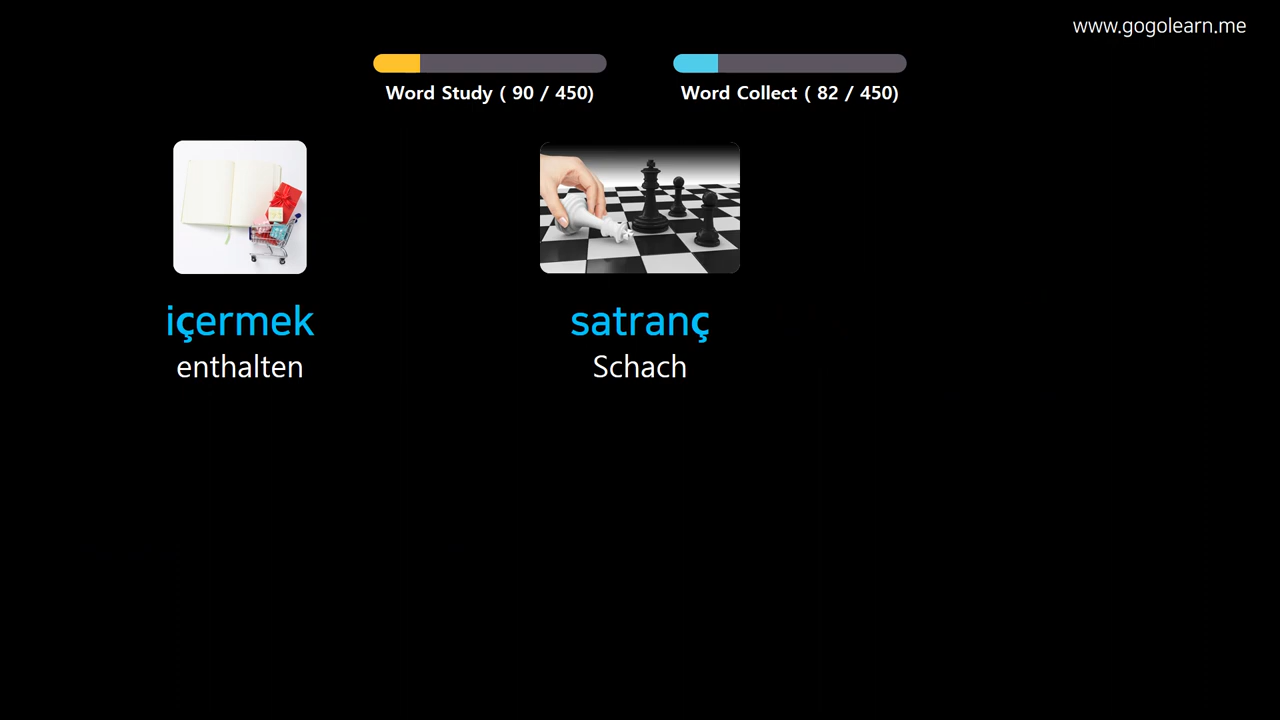 www.gogolearn.me
Word Study ( 90 / 450)
Word Collect ( 82 / 450)
içermek
enthalten
satranç
Schach